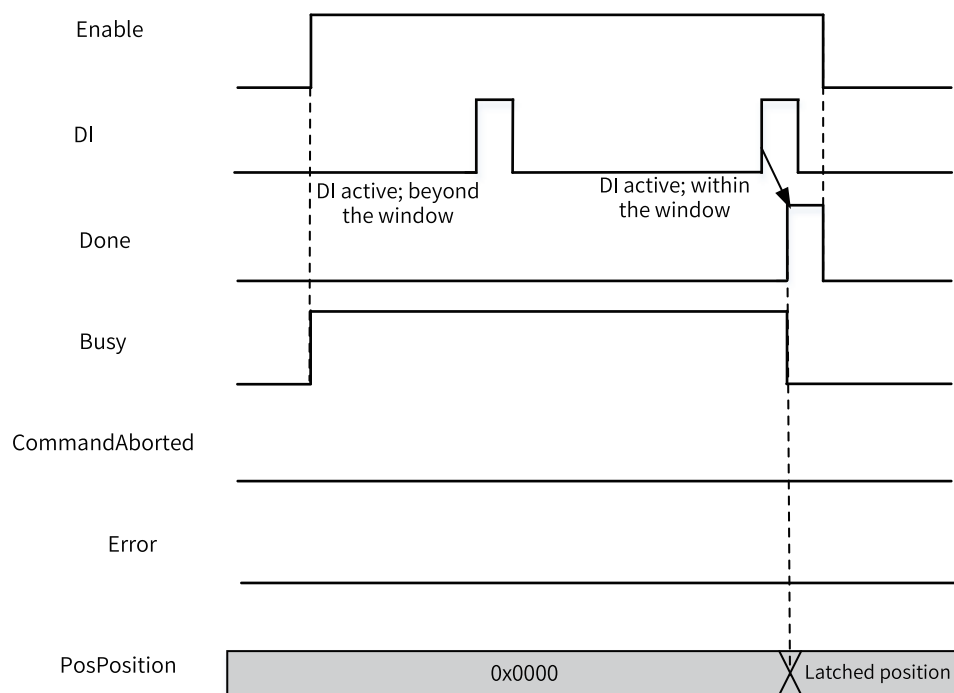 Enable
DI
DI active; beyond
the window
DI active; within
the window
Done
Busy
CommandAborted
Error
PosPosition
0x0000
Latched position